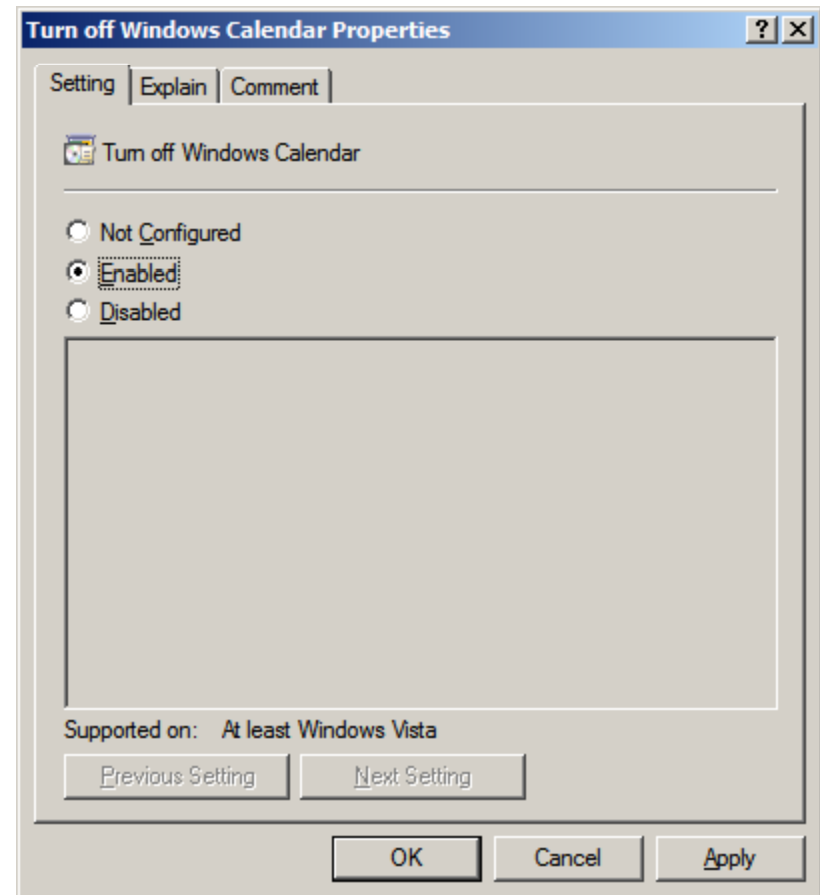 Turn off Windows Calendar Properties
Setting Explain Comment
Turn off Windows Calendar
Not Configured
Enabled
Disabled
Supported on: At least Windows Vista
Previous Setting Next Setting
OK Cancel Apply